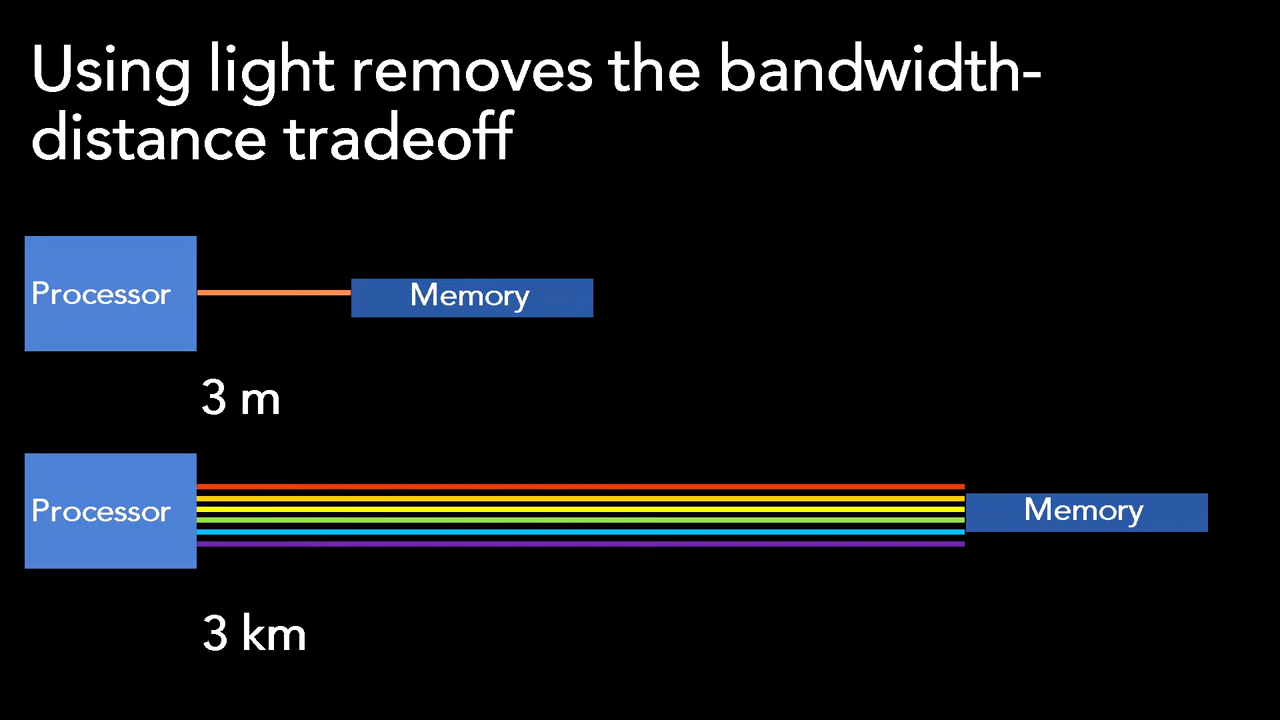 Using light removes the bandwidth-
distance tradeoff
Processor
Memory
3 m
Processor
Memory
3 km